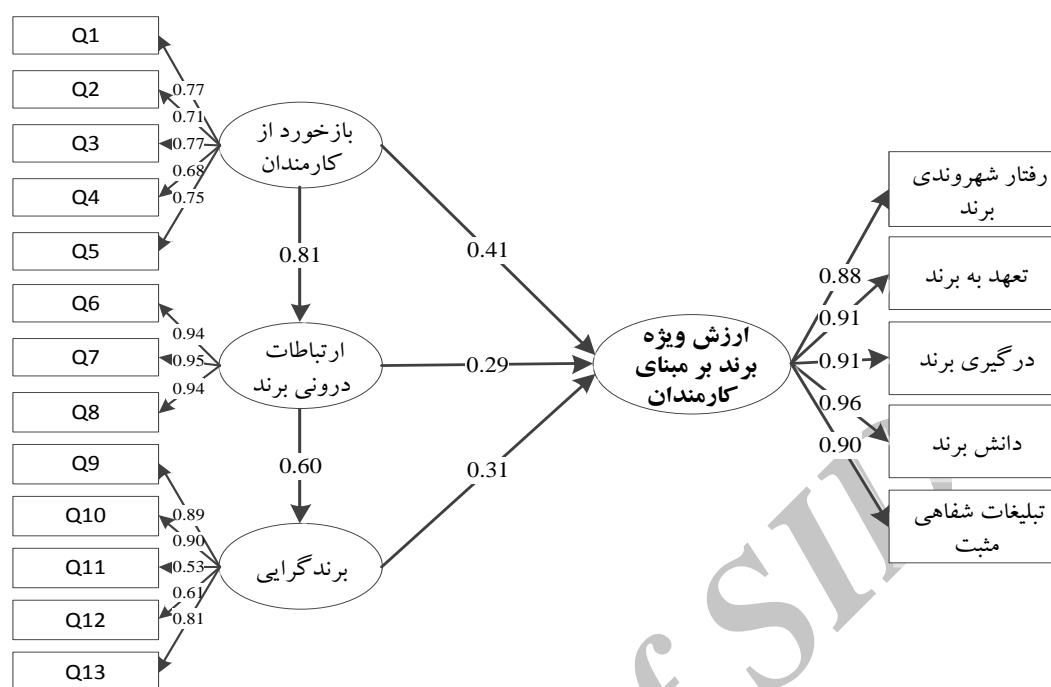 Q1
Q2
Q3
Q4
Q5
Q6
Q7
Q8
Q9
Q10
Q11
Q12
Q13
0.77
0.71
0.77
0.68
0.75
0.94
0.95
0.94
0.89
0.90
0.53
0.61
0.81
بازخورد از
کارمندان
0.81
ارتباطات
درونی برند
0.60
برندگرایی
0.41
0.29
0.31
ارزش ویژه
برند بر مبنای
کارمندان
0.88
0.91
0.91
0.96
0.90
رفتار شهروندی
برند
تعهد به برند
درگیری برند
دانش برند
تبلیغات شفاهی
مثبت